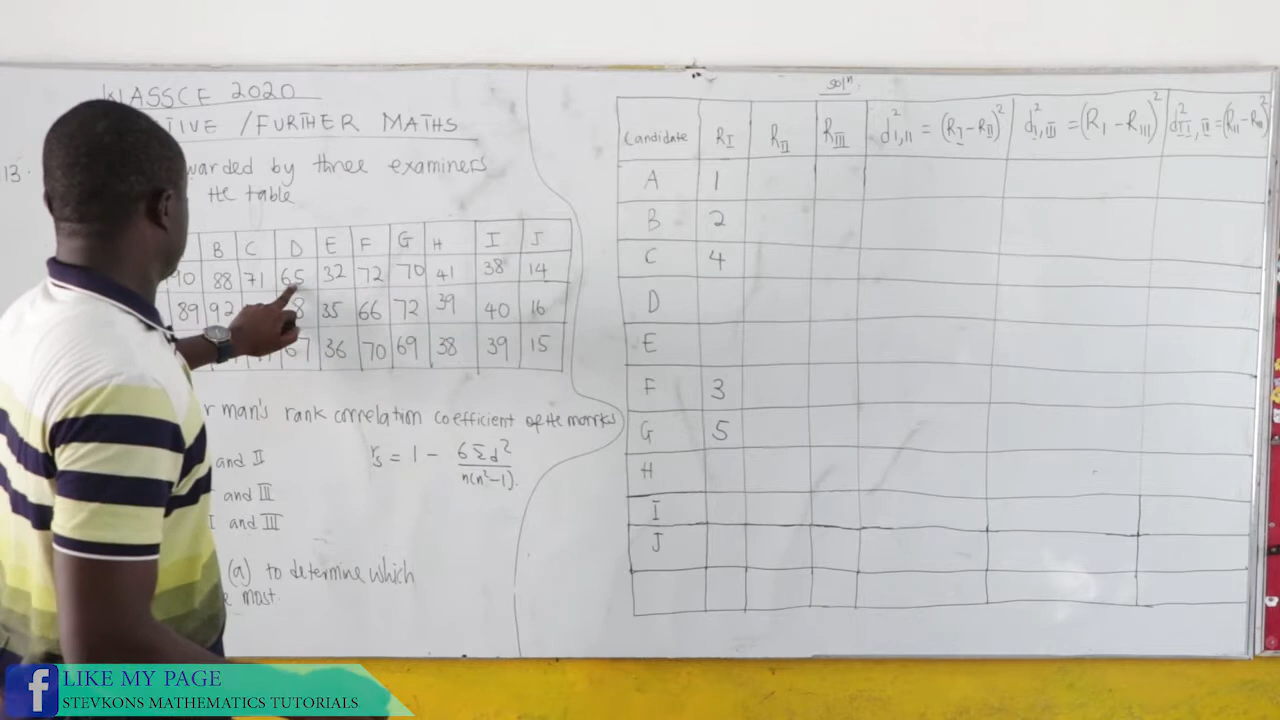 WASSCE 2020
TIVE / FURTHER MATHS
13. warded by three examiners
the table
B C D E F G H I J
90 88 71 65 32 72 70 41 38 14
89 92 8 35 66 72 39 40 16
67 36 70 69 38 39 15
r man's rank correlation coefficient of the marks
and II
rs = 1 - 6Σd²/n(n²-1).
and III
I and III
(a) to determine which
most.
soln:
Candidate R_I R_II R_III d²_I,II = (R_I - R_II)² d²_I,III = (R_I - R_III)² d²_II,III = (R_II - R_III)²
A 1
B 2
C 4
D
E
F 3
G 5
H
I
J
f LIKE MY PAGE
STEVKONS MATHEMATICS TUTORIALS